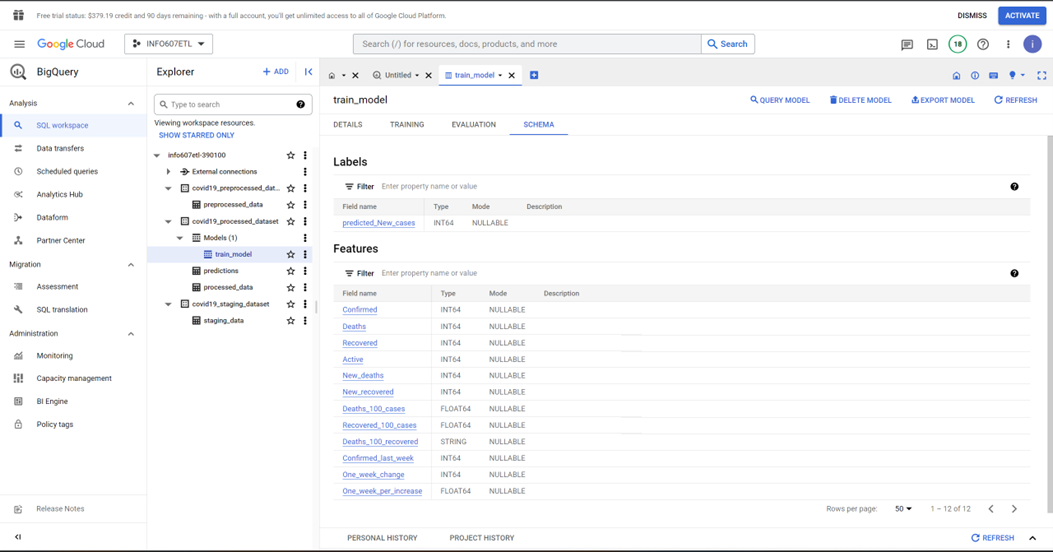 Free trial status: $379.19 credit and 90 days remaining - with a full account, you'll get unlimited access to all of Google Cloud Platform.
DISMISS
ACTIVATE
Google Cloud
INFO607ETL
Search (/) for resources, docs, products, and more
Search
18
i
BigQuery
Analysis
SQL workspace
Data transfers
Scheduled queries
Analytics Hub
Dataform
Partner Center
Migration
Assessment
SQL translation
Administration
Monitoring
Capacity management
BI Engine
Policy tags
Release Notes
Explorer
+ ADD
Type to search
Viewing workspace resources.
SHOW STARRED ONLY
info607etl-390100
External connections
covid19_preprocessed_dat...
preprocessed_data
covid19_processed_dataset
Models (1)
train_model
predictions
processed_data
covid19_staging_dataset
staging_data
Untitled
train_model
train_model
QUERY MODEL
DELETE MODEL
EXPORT MODEL
REFRESH
DETAILS
TRAINING
EVALUATION
SCHEMA
Labels
Filter Enter property name or value
Field name Type Mode Description
predicted_New_cases INT64 NULLABLE
Features
Filter Enter property name or value
Field name Type Mode Description
Confirmed INT64 NULLABLE
Deaths INT64 NULLABLE
Recovered INT64 NULLABLE
Active INT64 NULLABLE
New_deaths INT64 NULLABLE
New_recovered INT64 NULLABLE
Deaths_100_cases FLOAT64 NULLABLE
Recovered_100_cases FLOAT64 NULLABLE
Deaths_100_recovered STRING NULLABLE
Confirmed_last_week INT64 NULLABLE
One_week_change INT64 NULLABLE
One_week_per_increase FLOAT64 NULLABLE
Rows per page: 50 1 – 12 of 12
PERSONAL HISTORY
PROJECT HISTORY
REFRESH